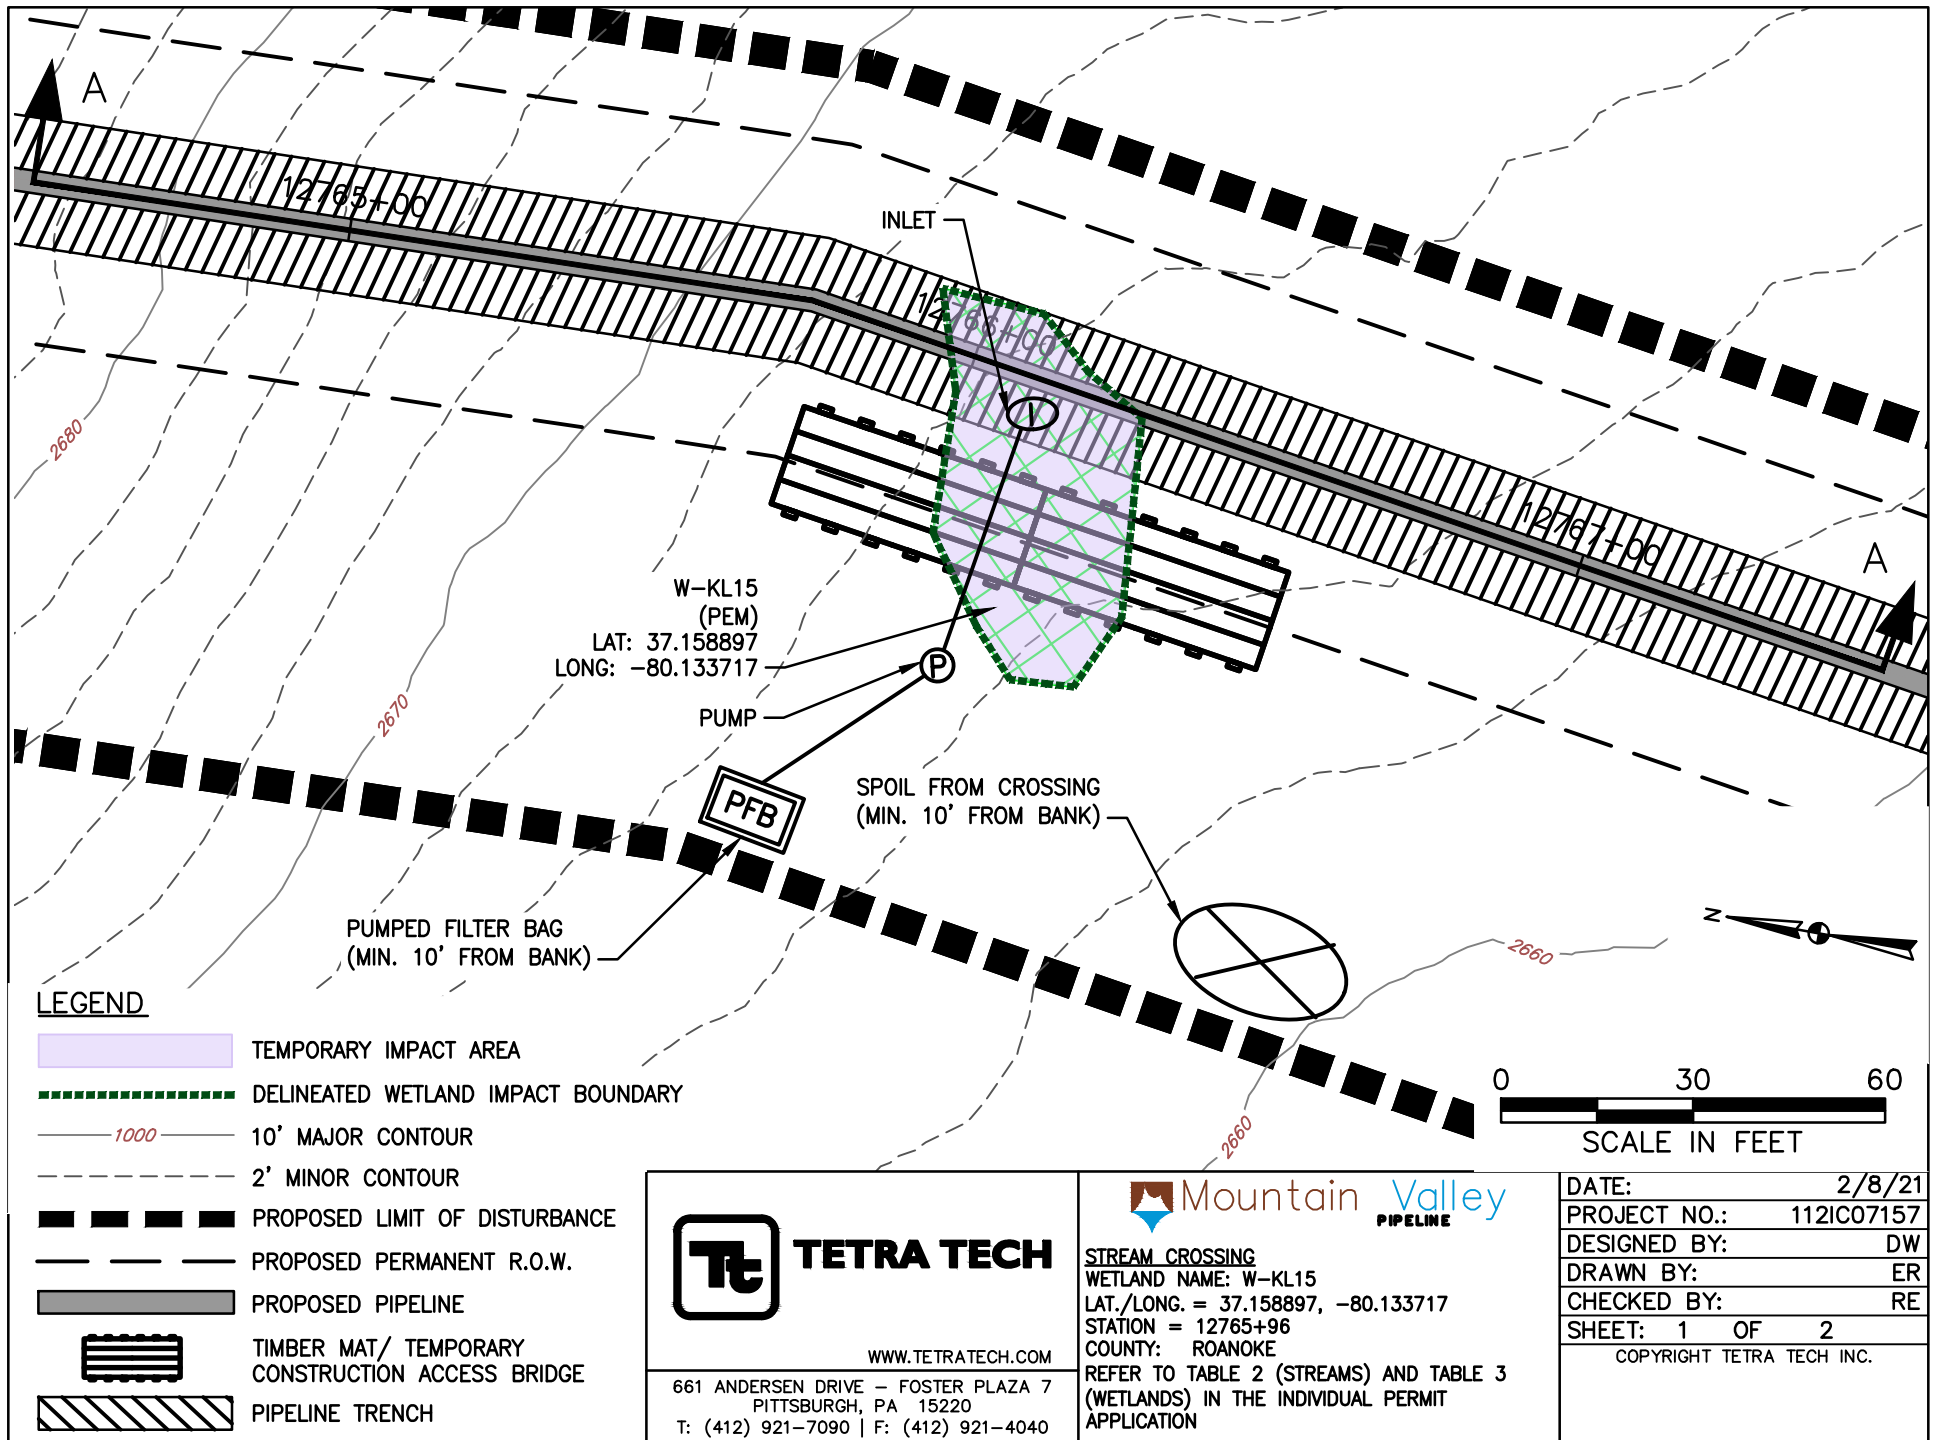 A
12765+00
INLET
12766+00
12767+00
A
2680
W-KL15
(PEM)
LAT: 37.158897
LONG: -80.133717
P
PUMP
2670
PFB
SPOIL FROM CROSSING
(MIN. 10' FROM BANK)
PUMPED FILTER BAG
(MIN. 10' FROM BANK)
N
2660
2660
LEGEND
TEMPORARY IMPACT AREA
DELINEATED WETLAND IMPACT BOUNDARY
1000
10' MAJOR CONTOUR
2' MINOR CONTOUR
PROPOSED LIMIT OF DISTURBANCE
PROPOSED PERMANENT R.O.W.
PROPOSED PIPELINE
TIMBER MAT/ TEMPORARY
CONSTRUCTION ACCESS BRIDGE
PIPELINE TRENCH
0 30 60
SCALE IN FEET
Tt TETRA TECH
WWW.TETRATECH.COM
661 ANDERSEN DRIVE – FOSTER PLAZA 7
PITTSBURGH, PA 15220
T: (412) 921-7090 | F: (412) 921-4040
Mountain Valley
PIPELINE
STREAM CROSSING
WETLAND NAME: W-KL15
LAT./LONG. = 37.158897, -80.133717
STATION = 12765+96
COUNTY: ROANOKE
REFER TO TABLE 2 (STREAMS) AND TABLE 3
(WETLANDS) IN THE INDIVIDUAL PERMIT
APPLICATION
DATE: 2/8/21
PROJECT NO.: 112IC07157
DESIGNED BY: DW
DRAWN BY: ER
CHECKED BY: RE
SHEET: 1 OF 2
COPYRIGHT TETRA TECH INC.